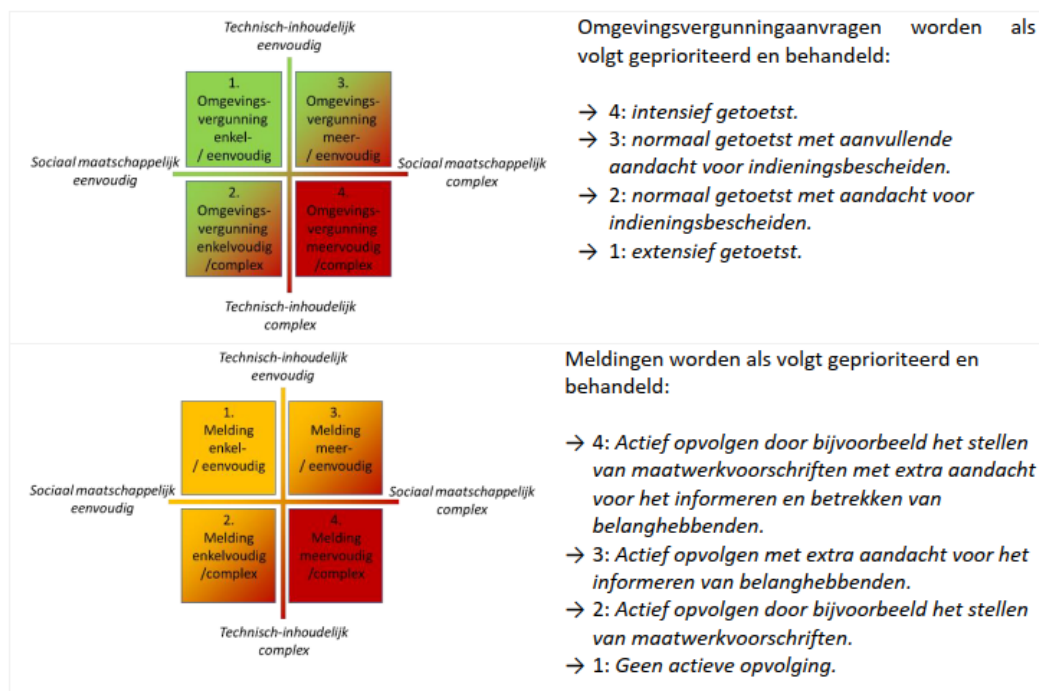 Technisch-inhoudelijk
eenvoudig
1.
Omgevings-
vergunning
enkel-
/ eenvoudig
3.
Omgevings-
vergunning
meer-
/ eenvoudig
Sociaal maatschappelijk
eenvoudig
Sociaal maatschappelijk
complex
2.
Omgevings-
vergunning
enkelvoudig
/complex
4.
Omgevings-
vergunning
meervoudig
/complex
Technisch-inhoudelijk
complex
Omgevingsvergunningaanvragen worden als
volgt geprioriteerd en behandeld:
→ 4: intensief getoetst.
→ 3: normaal getoetst met aanvullende
aandacht voor indieningsbescheiden.
→ 2: normaal getoetst met aandacht voor
indieningsbescheiden.
→ 1: extensief getoetst.
Technisch-inhoudelijk
eenvoudig
1.
Melding
enkel-
/ eenvoudig
3.
Melding
meer-
/ eenvoudig
Sociaal maatschappelijk
eenvoudig
Sociaal maatschappelijk
complex
2.
Melding
enkelvoudig
/complex
4.
Melding
meervoudig
/complex
Technisch-inhoudelijk
complex
Meldingen worden als volgt geprioriteerd en
behandeld:
→ 4: Actief opvolgen door bijvoorbeeld het stellen
van maatwerkvoorschriften met extra aandacht
voor het informeren en betrekken van
belanghebbenden.
→ 3: Actief opvolgen met extra aandacht voor het
informeren van belanghebbenden.
→ 2: Actief opvolgen door bijvoorbeeld het stellen
van maatwerkvoorschriften.
→ 1: Geen actieve opvolging.